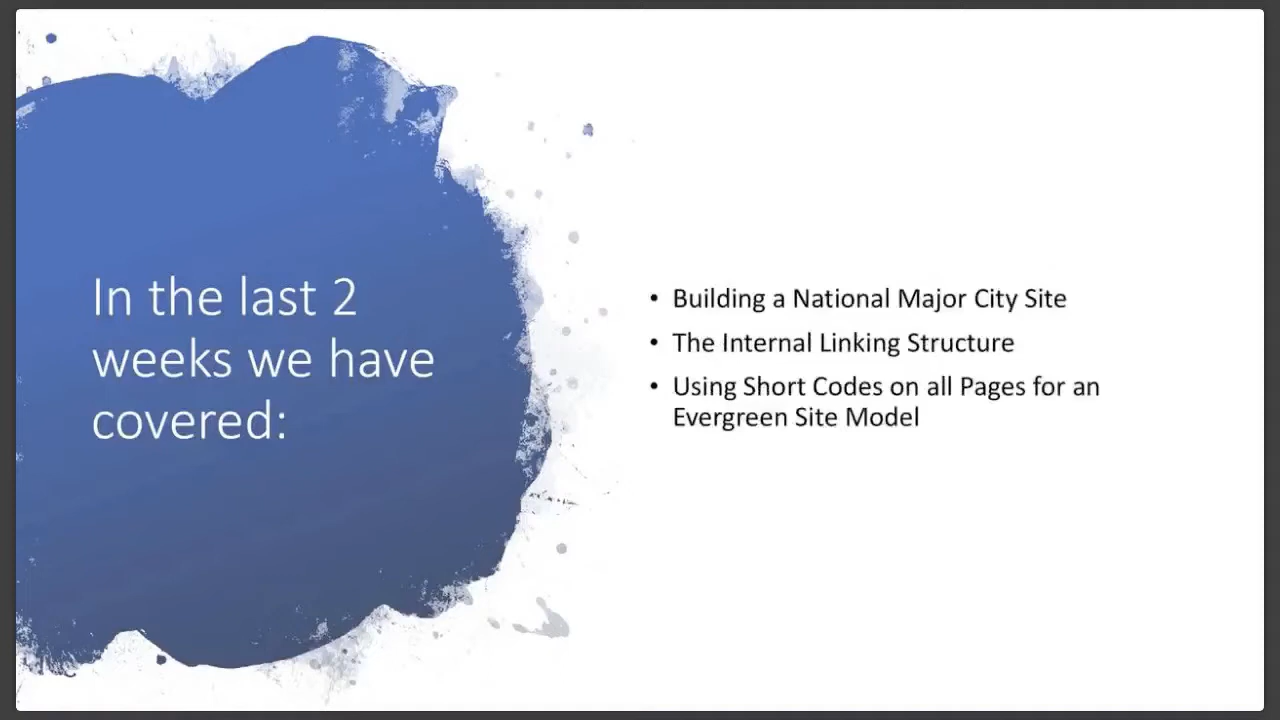 In the last 2
weeks we have
covered:
• Building a National Major City Site
• The Internal Linking Structure
• Using Short Codes on all Pages for an
Evergreen Site Model